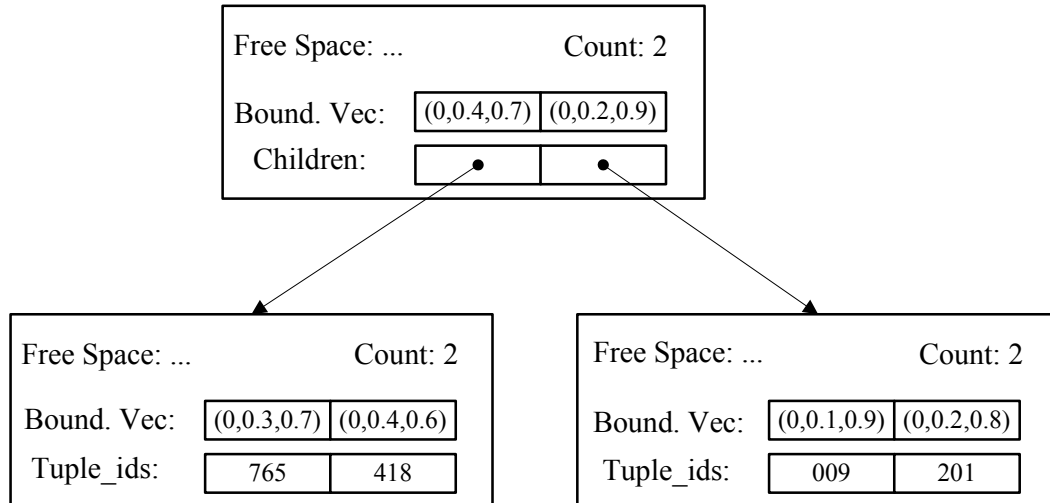 Free Space: ... Count: 2
Bound. Vec: (0,0.4,0.7) (0,0.2,0.9)
Children:
Free Space: ... Count: 2
Bound. Vec: (0,0.3,0.7) (0,0.4,0.6)
Tuple_ids: 765 418
Free Space: ... Count: 2
Bound. Vec: (0,0.1,0.9) (0,0.2,0.8)
Tuple_ids: 009 201